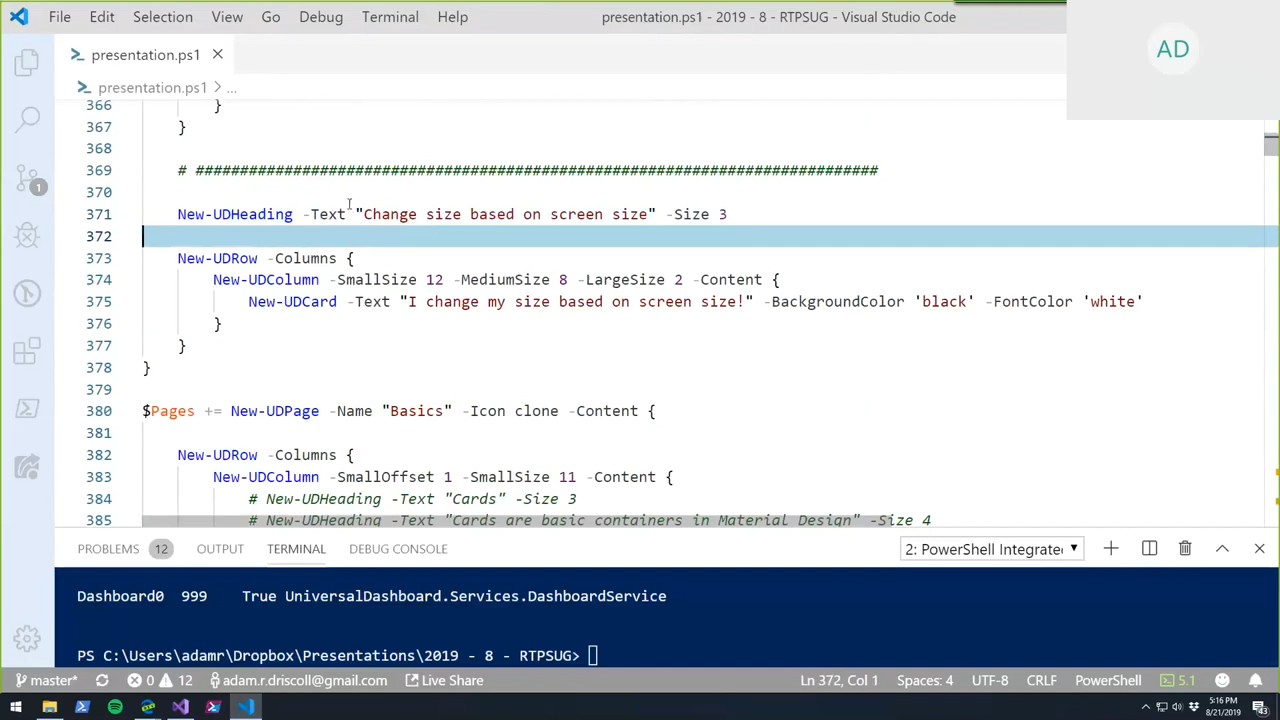 File Edit Selection View Go Debug Terminal Help presentation.ps1 - 2019 - 8 - RTPSUG - Visual Studio Code
AD
presentation.ps1
presentation.ps1 > ...
366 }
367 }
368
369 # #############################################################################
370
371 New-UDHeading -Text "Change size based on screen size" -Size 3
372
373 New-UDRow -Columns {
374 New-UDColumn -SmallSize 12 -MediumSize 8 -LargeSize 2 -Content {
375 New-UDCard -Text "I change my size based on screen size!" -BackgroundColor 'black' -FontColor 'white'
376 }
377 }
378 }
379
380 $Pages += New-UDPage -Name "Basics" -Icon clone -Content {
381
382 New-UDRow -Columns {
383 New-UDColumn -SmallOffset 1 -SmallSize 11 -Content {
384 # New-UDHeading -Text "Cards" -Size 3
385 # New-UDHeading -Text "Cards are basic containers in Material Design" -Size 4
1
PROBLEMS 12 OUTPUT TERMINAL DEBUG CONSOLE 2: PowerShell Integrate
Dashboard0 999 True UniversalDashboard.Services.DashboardService
PS C:\Users\adamr\Dropbox\Presentations\2019 - 8 - RTPSUG>
master* 0 12 adam.r.driscoll@gmail.com Live Share Ln 372, Col 1 Spaces: 4 UTF-8 CRLF PowerShell 5.1
5:16 PM
8/21/2019
43